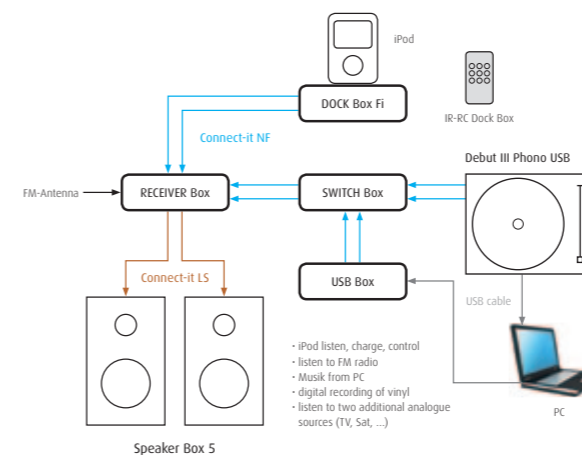 iPod
DOCK Box Fi
IR-RC Dock Box
Connect-it NF
Debut III Phono USB
FM-Antenna
RECEIVER Box
SWITCH Box
Connect-it LS
USB Box
USB cable
• iPod listen, charge, control
• listen to FM radio
• Musik from PC
• digital recording of vinyl
• listen to two additional analogue
sources (TV, Sat, ...)
PC
Speaker Box 5